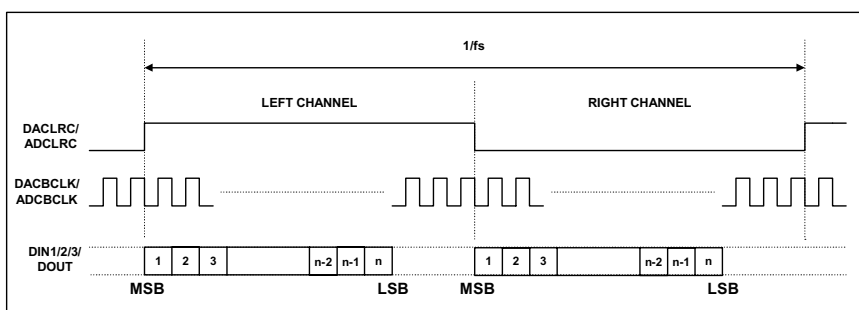 1/fs
LEFT CHANNEL
RIGHT CHANNEL
DACLRC/
ADCLRC
DACBCLK/
ADCBCLK
DIN1/2/3/
DOUT
1 2 3 n-2 n-1 n 1 2 3 n-2 n-1 n
MSB LSB MSB LSB